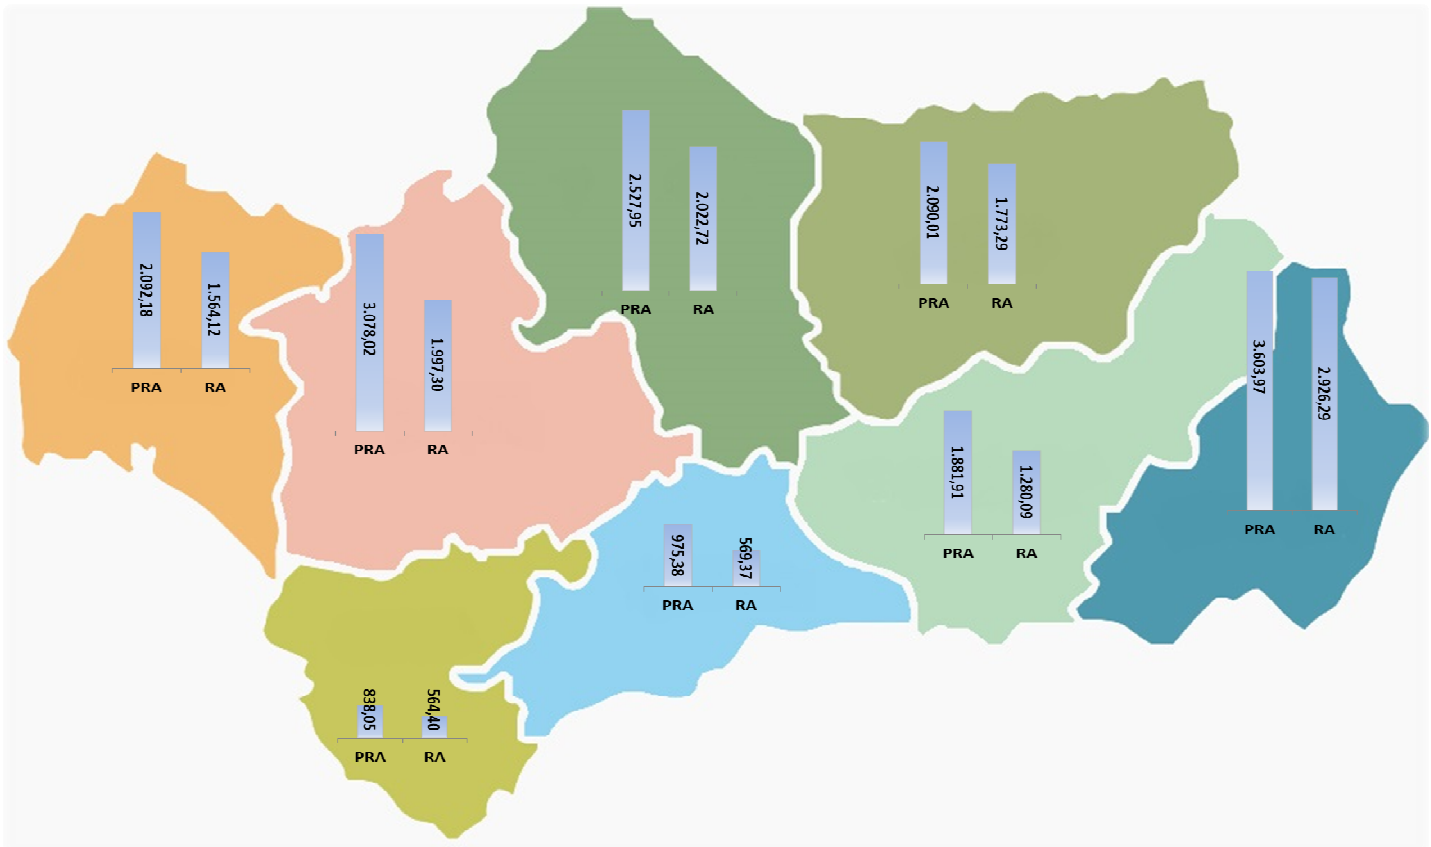 2.527,95
2.022,72
PRA
RA
2.090,01
1.773,29
PRA
RA
2.092,18
1.564,12
PRA
RA
3.078,02
1.997,30
PRA
RA
3.603,97
2.926,29
PRA
RA
1.881,91
1.280,09
PRA
RA
975,38
569,37
PRA
RA
838,05
564,40
PRA
RA